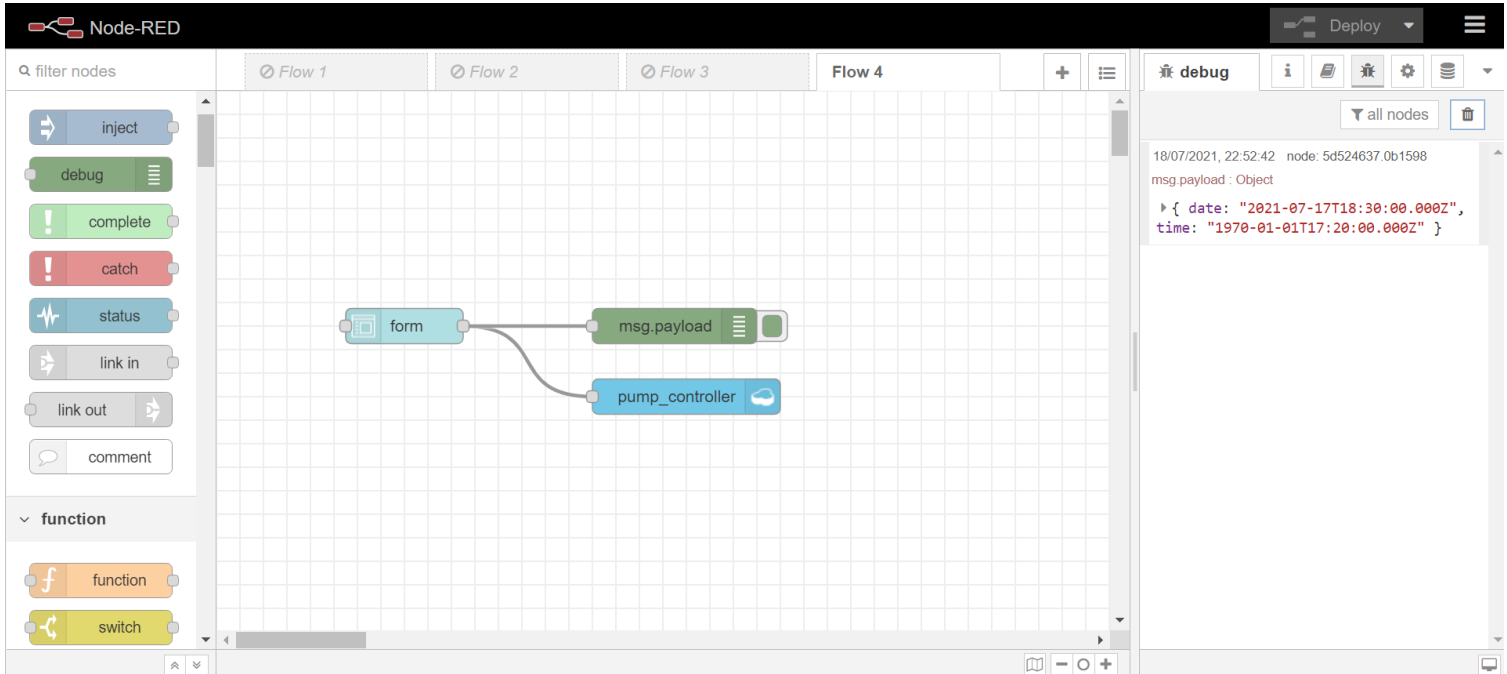 Node-RED
Deploy
filter nodes
Flow 1
Flow 2
Flow 3
Flow 4
debug
all nodes
inject
debug
complete
catch
status
link in
link out
comment
function
function
switch
form
msg.payload
pump_controller
18/07/2021, 22:52:42 node: 5d524637.0b1598
msg.payload : Object
{ date: "2021-07-17T18:30:00.000Z",
time: "1970-01-01T17:20:00.000Z" }